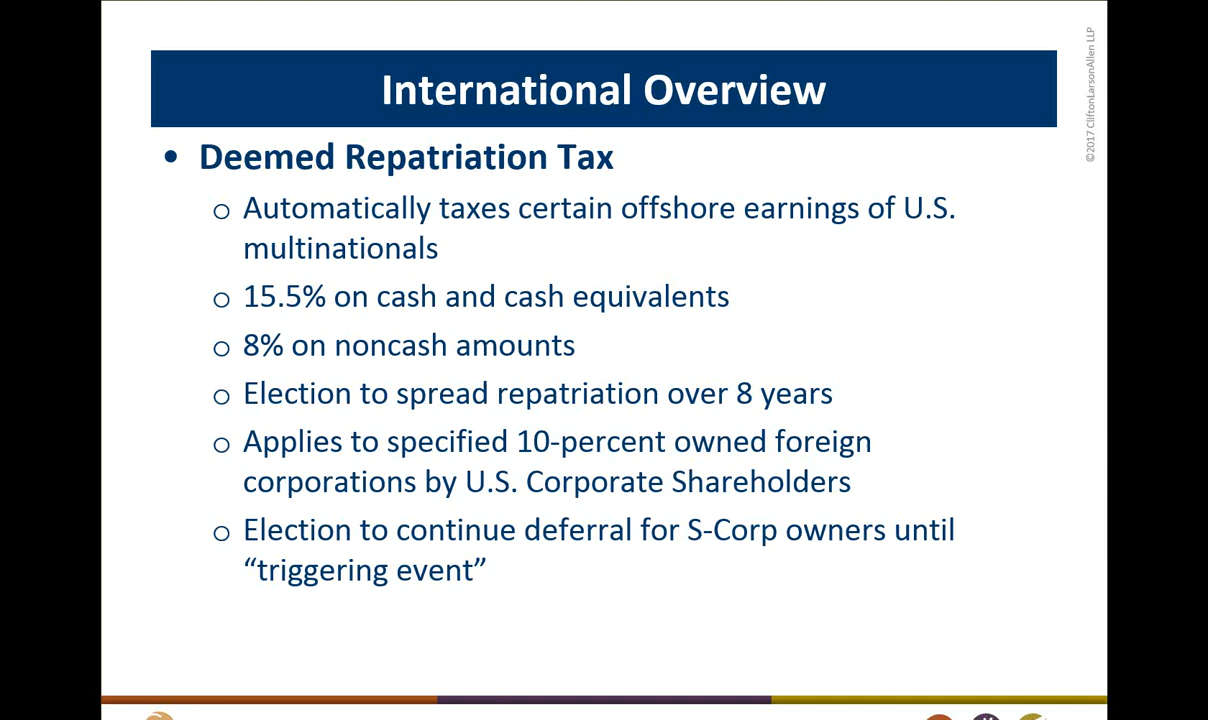 International Overview
• Deemed Repatriation Tax
o Automatically taxes certain offshore earnings of U.S.
multinationals
o 15.5% on cash and cash equivalents
o 8% on noncash amounts
o Election to spread repatriation over 8 years
o Applies to specified 10-percent owned foreign
corporations by U.S. Corporate Shareholders
o Election to continue deferral for S-Corp owners until
“triggering event”
©2017 CliftonLarsonAllen LLP